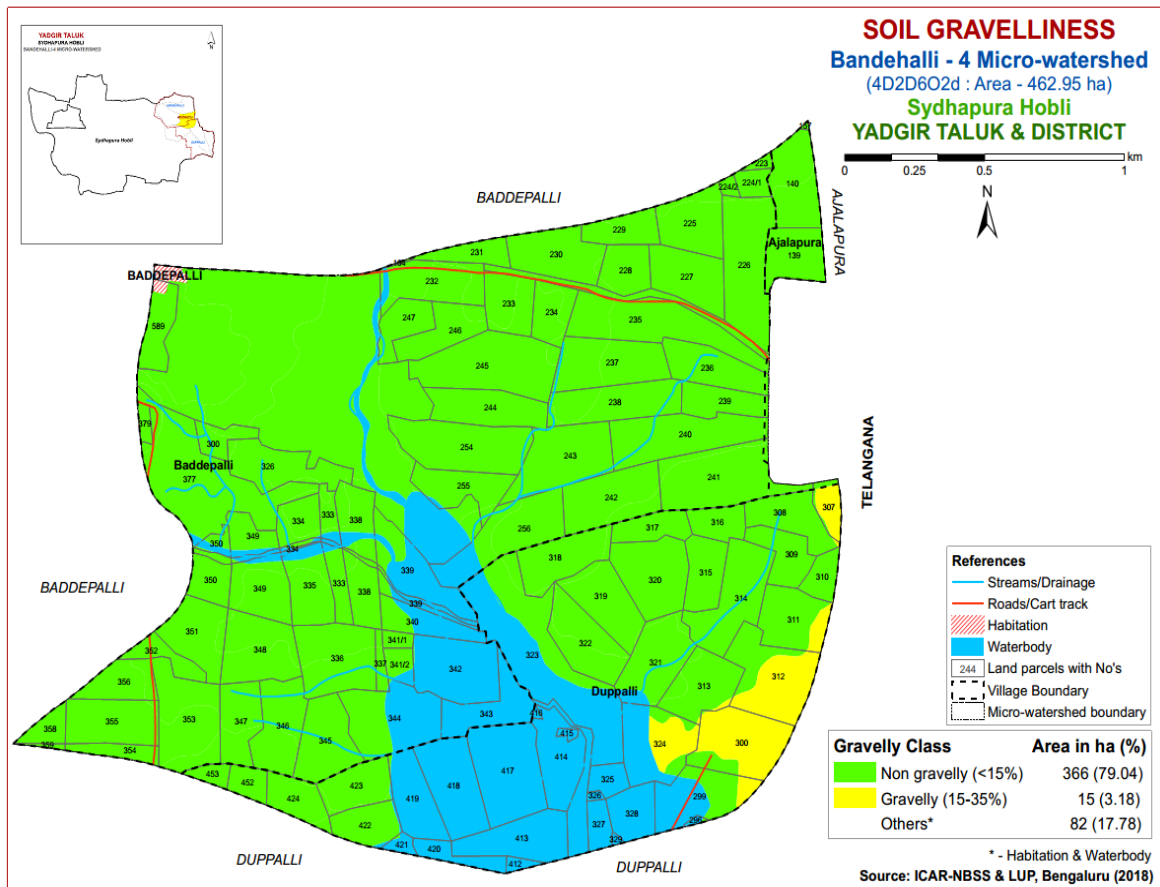 YADGIR TALUK
SYDHAPURA HOBLI
BANDEHALLI-4 MICRO-WATERSHED
N
Sydhapura Hobli
SOIL GRAVELLINESS
Bandehalli - 4 Micro-watershed
(4D2D6O2d : Area - 462.95 ha)
Sydhapura Hobli
YADGIR TALUK & DISTRICT
0 0.25 0.5 1 km
N
BADDEPALLI
AJALAPURA
223
224/2 224/1 140
229 225
231 230 226 Ajalapura
139
228 227
BADDEPALLI
232
233 234
247 246 235
589
245 237 236
244 238 239
379
300 254 243 240
Baddepalli
326
377 255 241
242
TELANGANA
334 333 338 256 317 316 308 307
350 349 334 318 309
350 349 335 333 338 339 320 315 310
BADDEPALLI
339 319 314 311
340
351 341/1 322
352 348 336 337 341/2 342 323 321 312
356 313
Duppalli
358 355 353 347 346 344 343 416
359 354 345 415 324 300
414
453 452 423 418 417 325
424 419 326 299
422 327 328 296
421 420 413 329
412
DUPPALLI
DUPPALLI
References
Streams/Drainage
Roads/Cart track
Habitation
Waterbody
244 Land parcels with No's
Village Boundary
Micro-watershed boundary
Gravelly Class Area in ha (%)
Non gravelly (<15%) 366 (79.04)
Gravelly (15-35%) 15 (3.18)
Others* 82 (17.78)
* - Habitation & Waterbody
Source: ICAR-NBSS & LUP, Bengaluru (2018)